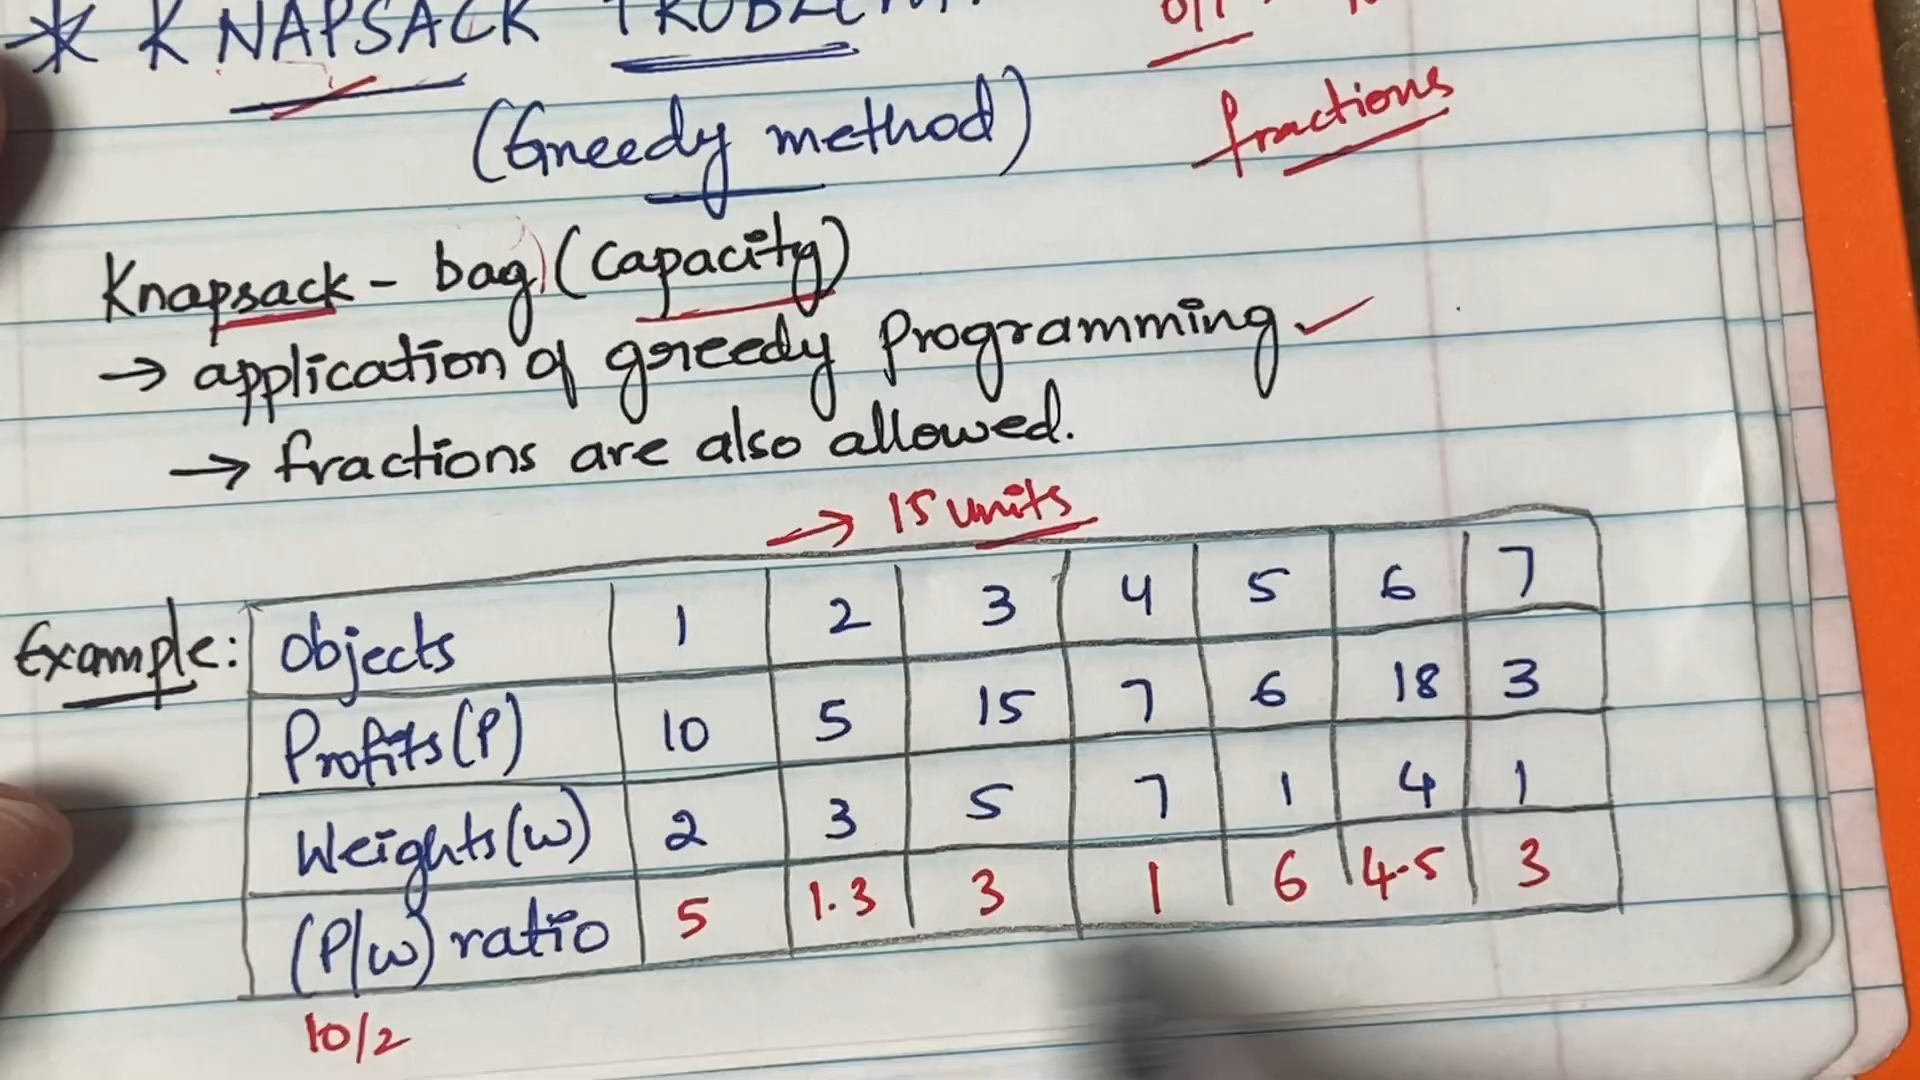 * KNAPSACK PROBLEM
(Greedy method)
fractions
Knapsack - bag (capacity)
→ application of greedy programming ✓
→ fractions are also allowed.
→ 15 units
Example:
Objects 1 2 3 4 5 6 7
Profits(P) 10 5 15 7 6 18 3
Weights(w) 2 3 5 7 1 4 1
(P/w) ratio 5 1.3 3 1 6 4.5 3
10/2